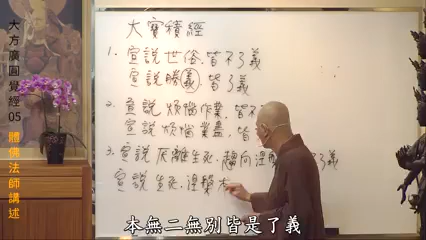 大方廣圓覺經05 體佛法師講述
大寶積經
1. 宣說世俗,皆不了義
宣說勝義,皆了義
2. 宣說煩惱作業,皆不
宣說煩惱業盡,皆
3. 宣說厭離生死,趨向涅槃 了義
宣說生死,涅槃本
本無二無別皆是了義